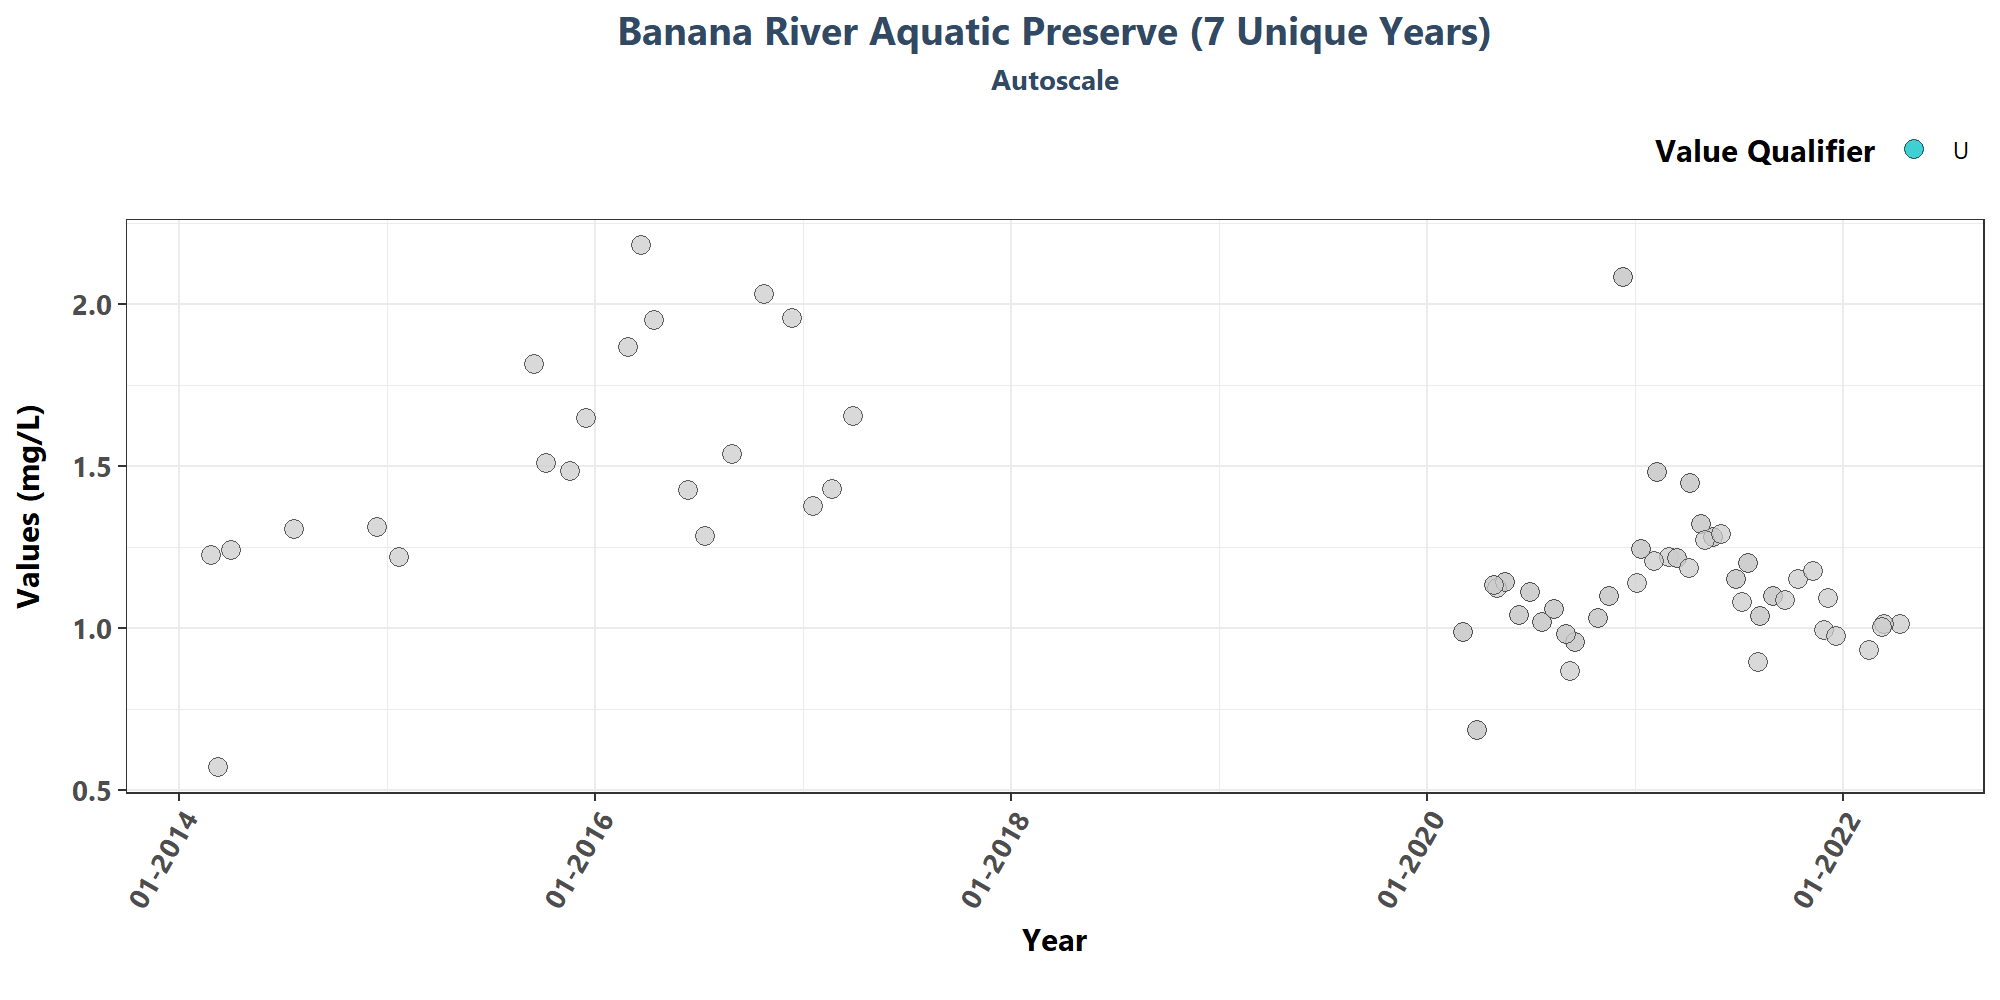 Banana River Aquatic Preserve (7 Unique Years)
Autoscale
Value Qualifier U
Values (mg/L)
2.0
1.5
1.0
0.5
01-2014 01-2016 01-2018 01-2020 01-2022
Year